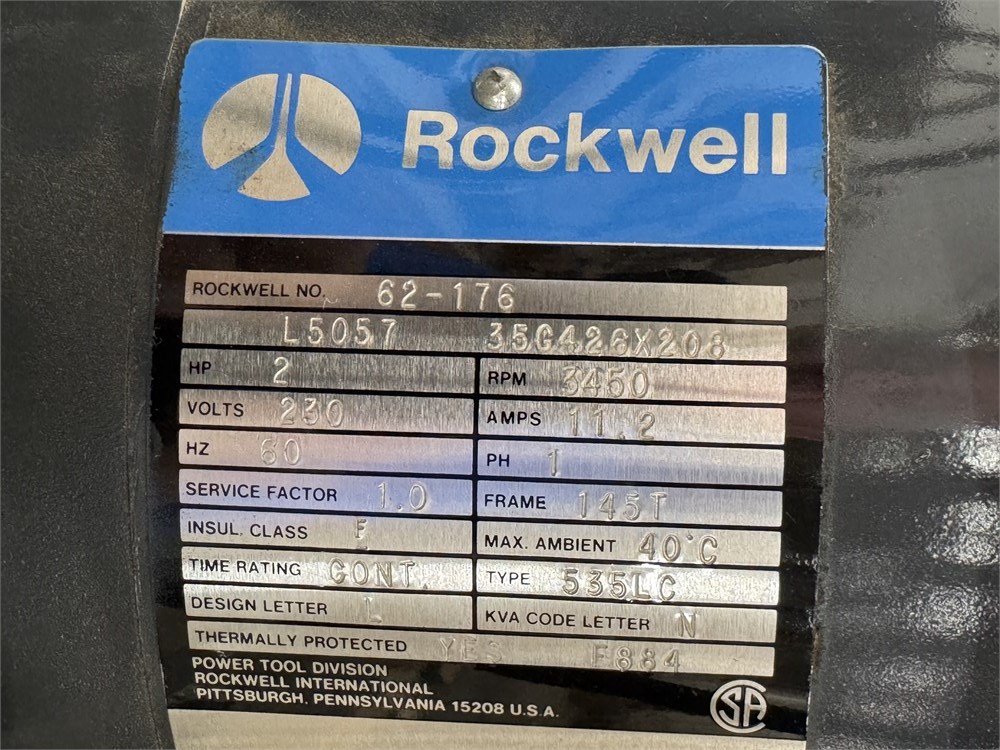 Rockwell
ROCKWELL NO. 62-176
L5057 35G426X208
HP 2 RPM 3450
VOLTS 230 AMPS 11.2
HZ 60 PH 1
SERVICE FACTOR 1.0 FRAME 145T
INSUL. CLASS MAX. AMBIENT 40°C
TIME RATING CONT TYPE 535LC
DESIGN LETTER L KVA CODE LETTER N
THERMALLY PROTECTED YES F884
POWER TOOL DIVISION
ROCKWELL INTERNATIONAL
PITTSBURGH, PENNSYLVANIA 15208 U.S.A.
SA